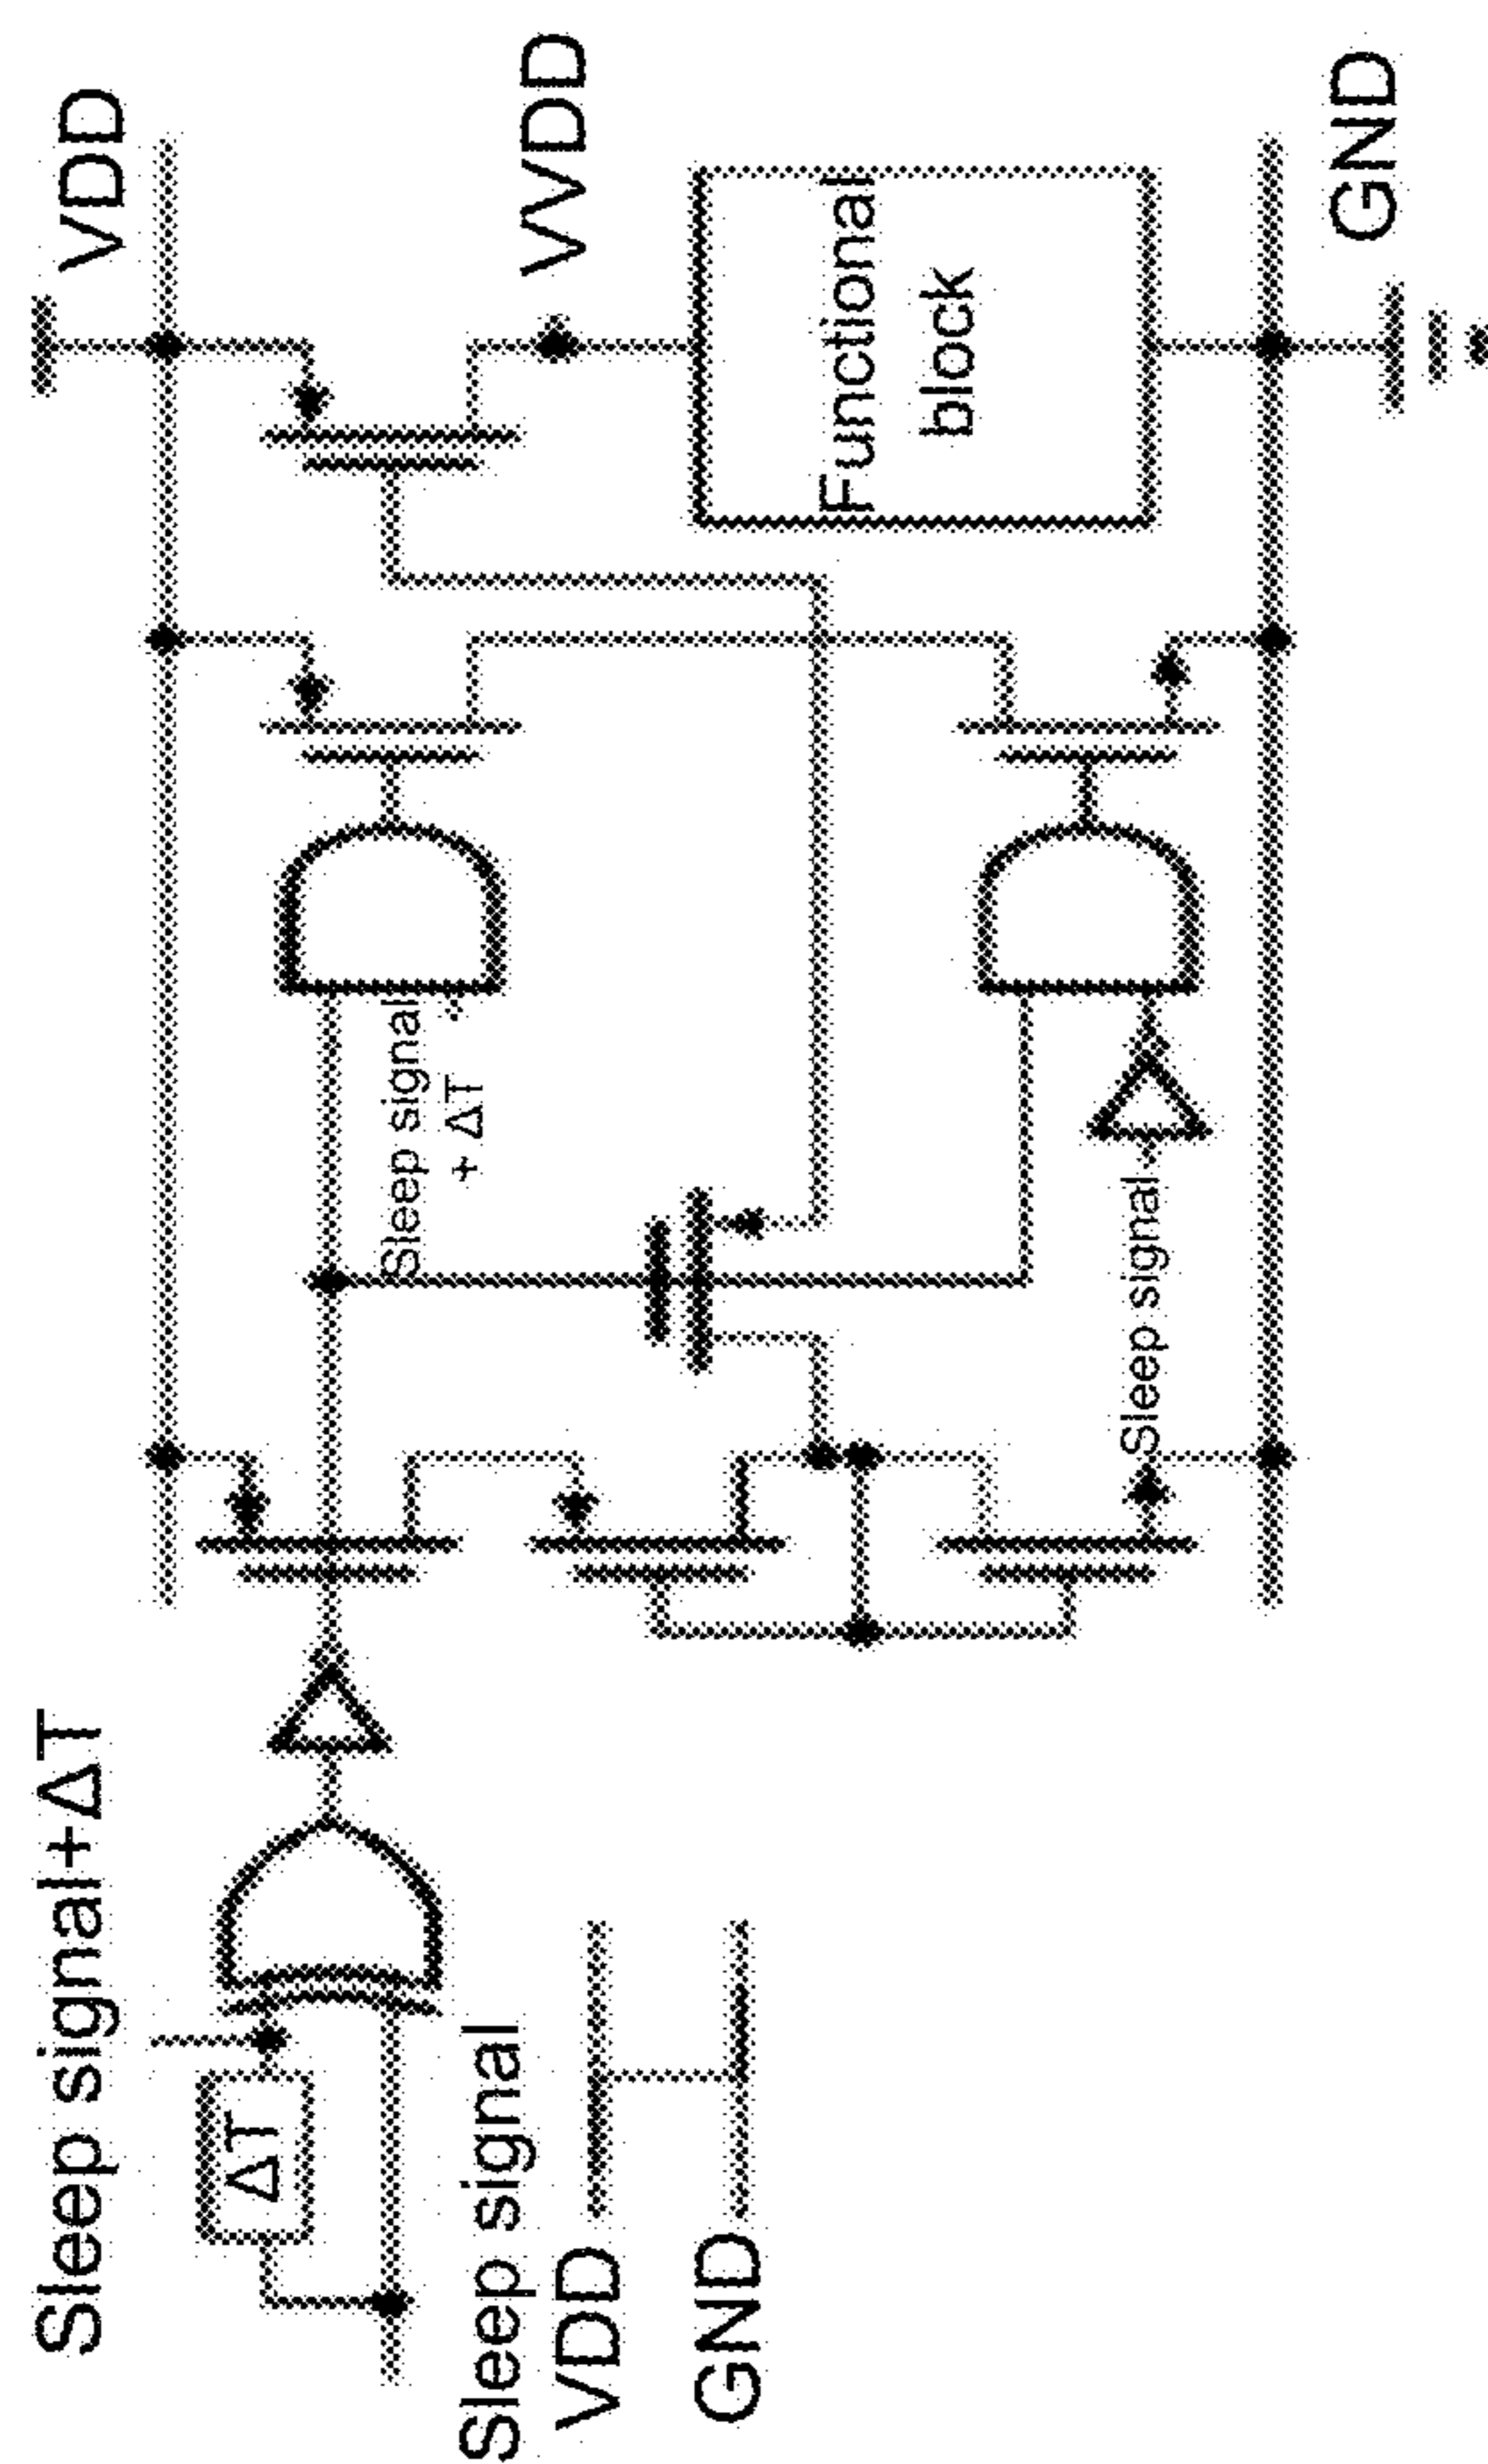 Sleep signal+ΔT
ΔT
Sleep signal
VDD
GND
Sleep signal
+ ΔT
Sleep signal
VDD
VVDD
Functional
block
GND